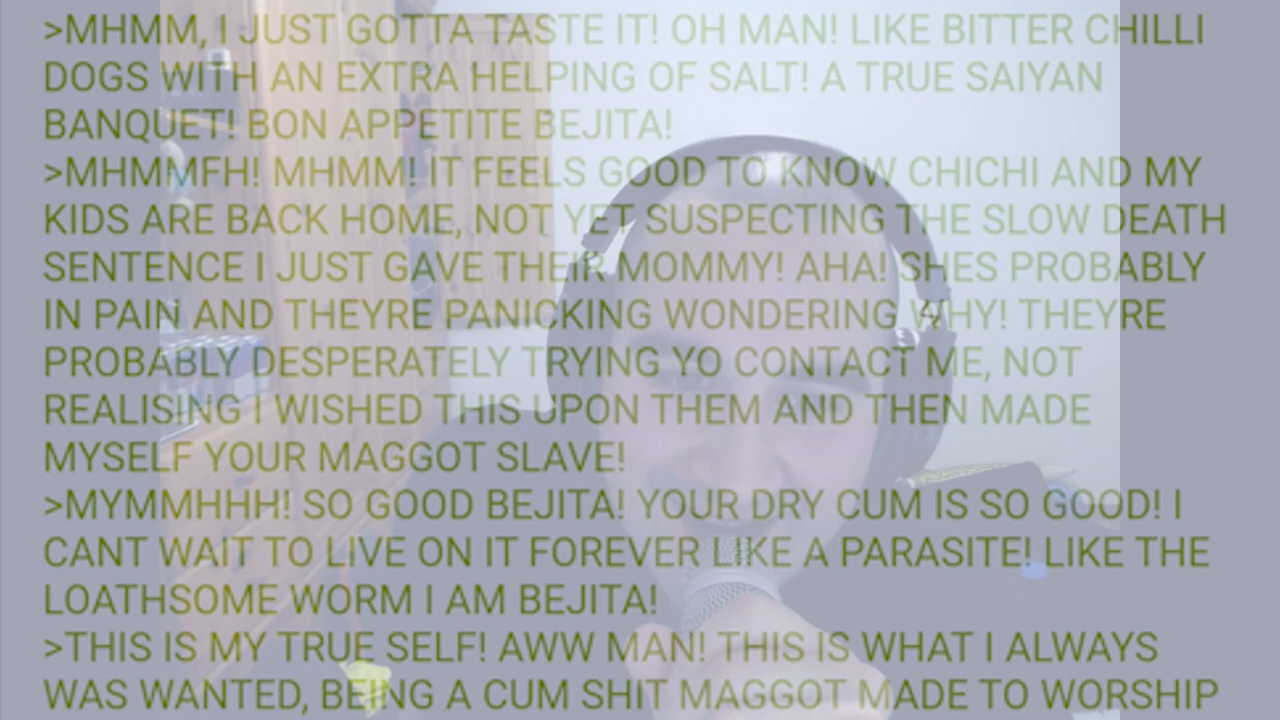 >MHMM, I JUST GOTTA TASTE IT! OH MAN! LIKE BITTER CHILLI
DOGS WITH AN EXTRA HELPING OF SALT! A TRUE SAIYAN
BANQUET! BON APPETITE BEJITA!
>MHMMFH! MHMM! IT FEELS GOOD TO KNOW CHICHI AND MY
KIDS ARE BACK HOME, NOT YET SUSPECTING THE SLOW DEATH
SENTENCE I JUST GAVE THEIR MOMMY! AHA! SHES PROBABLY
IN PAIN AND THEYRE PANICKING WONDERING WHY! THEYRE
PROBABLY DESPERATELY TRYING YO CONTACT ME, NOT
REALISING I WISHED THIS UPON THEM AND THEN MADE
MYSELF YOUR MAGGOT SLAVE!
>MYMMHHH! SO GOOD BEJITA! YOUR DRY CUM IS SO GOOD! I
CANT WAIT TO LIVE ON IT FOREVER LIKE A PARASITE! LIKE THE
LOATHSOME WORM I AM BEJITA!
>THIS IS MY TRUE SELF! AWW MAN! THIS IS WHAT I ALWAYS
WAS WANTED, BEING A CUM SHIT MAGGOT MADE TO WORSHIP